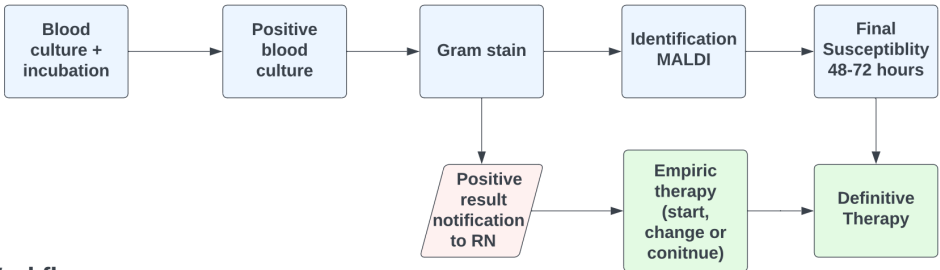 Blood
culture +
incubation
Positive
blood
culture
Gram stain
Identification
MALDI
Final
Susceptiblity
48-72 hours
Positive
result
notification
to RN
Empiric
therapy
(start,
change or
conitnue)
Definitive
Therapy